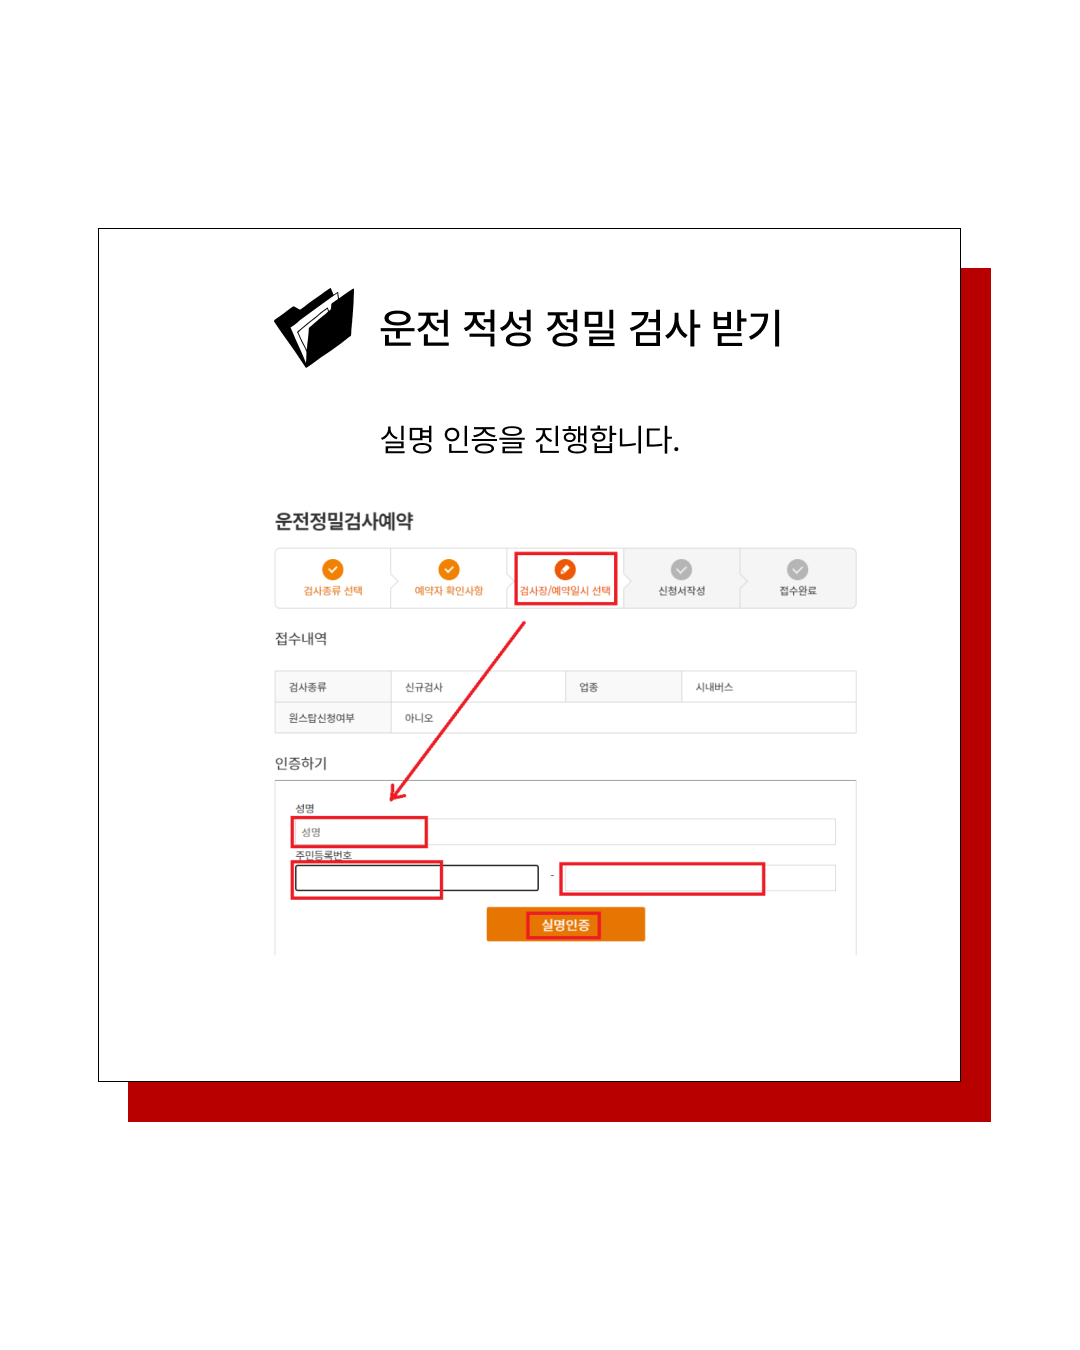 운전 적성 정밀 검사 받기
실명 인증을 진행합니다.
운전정밀검사예약
검사종류 선택 예약자 확인사항 검사장/예약일시 선택 신청서작성 접수완료
접수내역
검사종류 신규검사 업종 시내버스
원스탑신청여부 아니오
인증하기
성명
성명
주민등록번호
-
실명인증